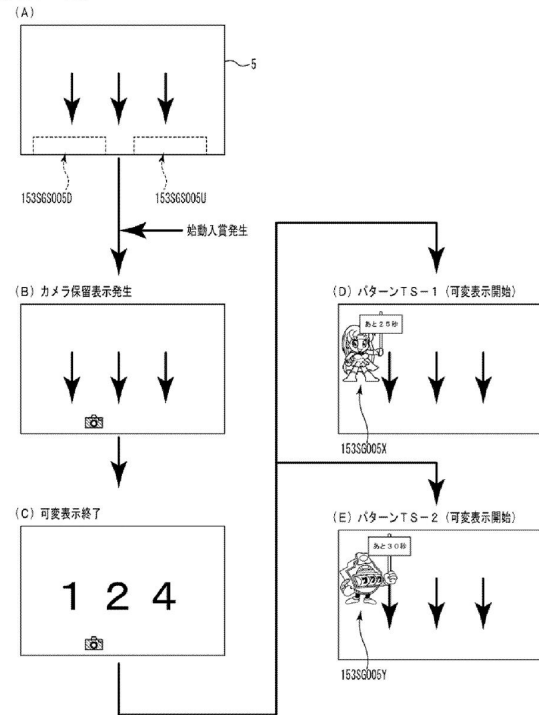 (A)
5
153SGS005D
153SGS005U
始動入賞発生
(B) カメラ保留表示発生
(C) 可変表示終了
1 2 4
(D) パターンTS-1 (可変表示開始)
あと25秒
153SG005X
(E) パターンTS-2 (可変表示開始)
あと30秒
153SG005Y